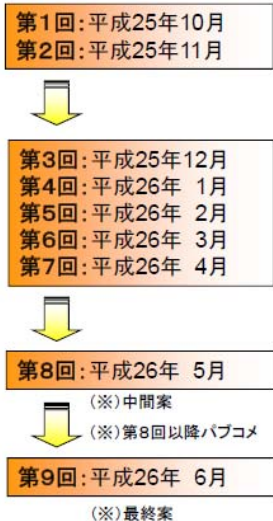 第1回:平成25年10月
第2回:平成25年11月
第3回:平成25年12月
第4回:平成26年 1月
第5回:平成26年 2月
第6回:平成26年 3月
第7回:平成26年 4月
第8回:平成26年 5月
(※)中間案
(※)第8回以降パブコメ
第9回:平成26年 6月
(※)最終案